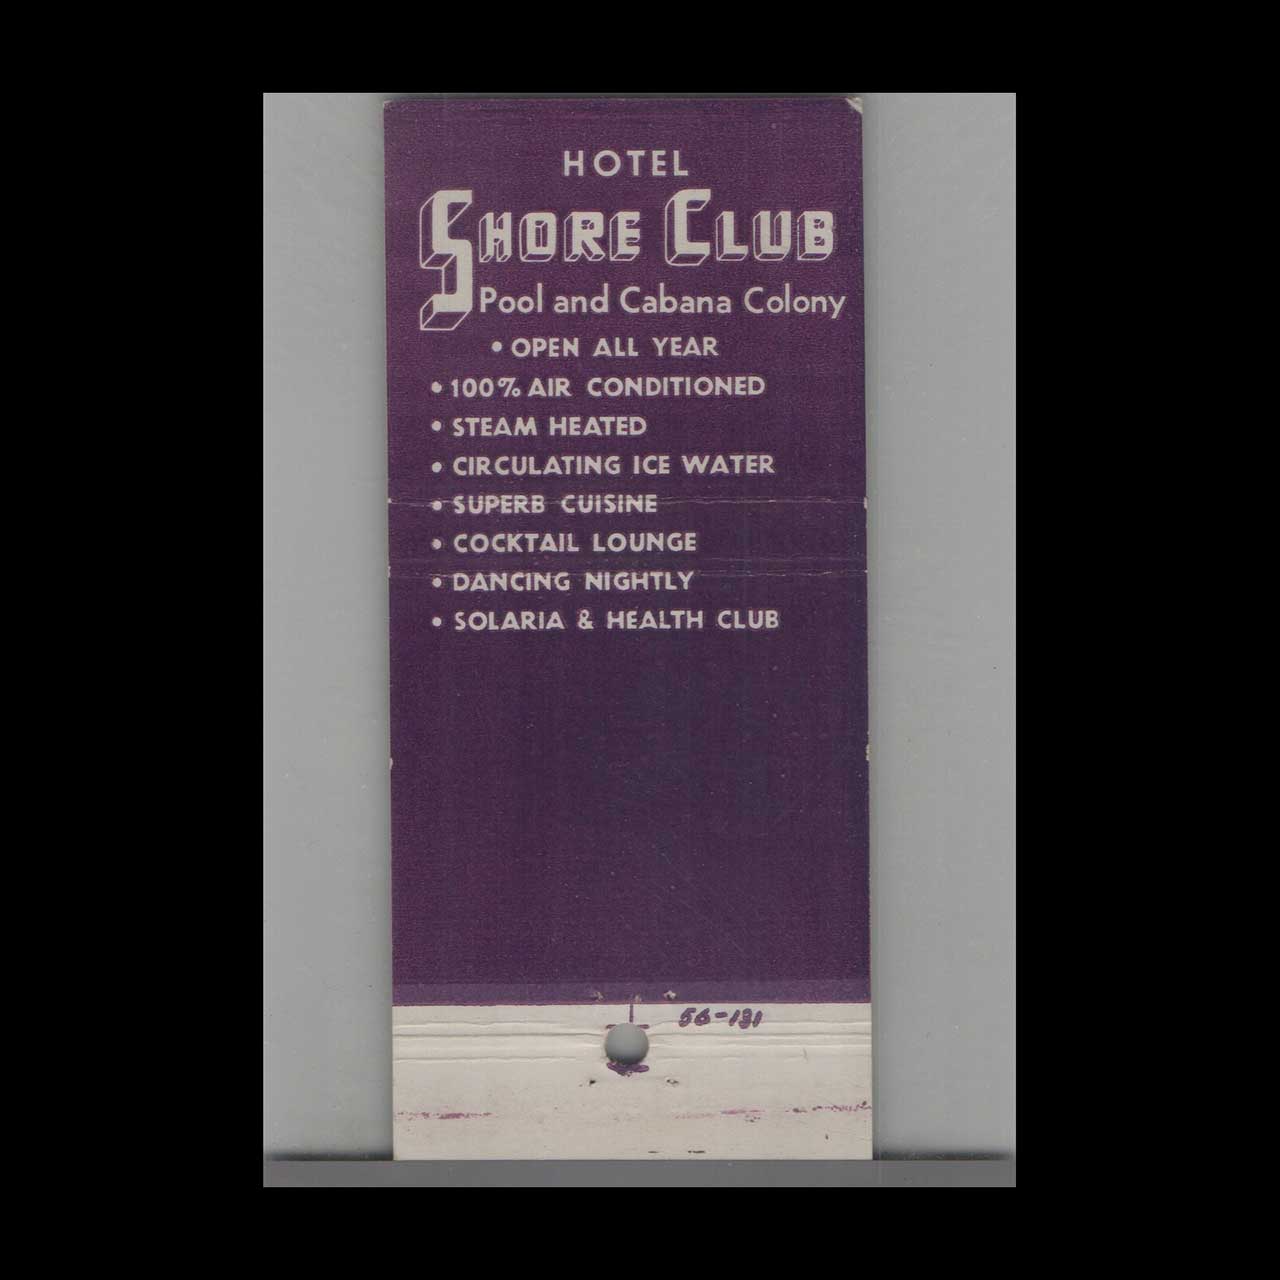 HOTEL
SHORE CLUB
Pool and Cabana Colony
• OPEN ALL YEAR
• 100% AIR CONDITIONED
• STEAM HEATED
• CIRCULATING ICE WATER
• SUPERB CUISINE
• COCKTAIL LOUNGE
• DANCING NIGHTLY
• SOLARIA & HEALTH CLUB
56-131